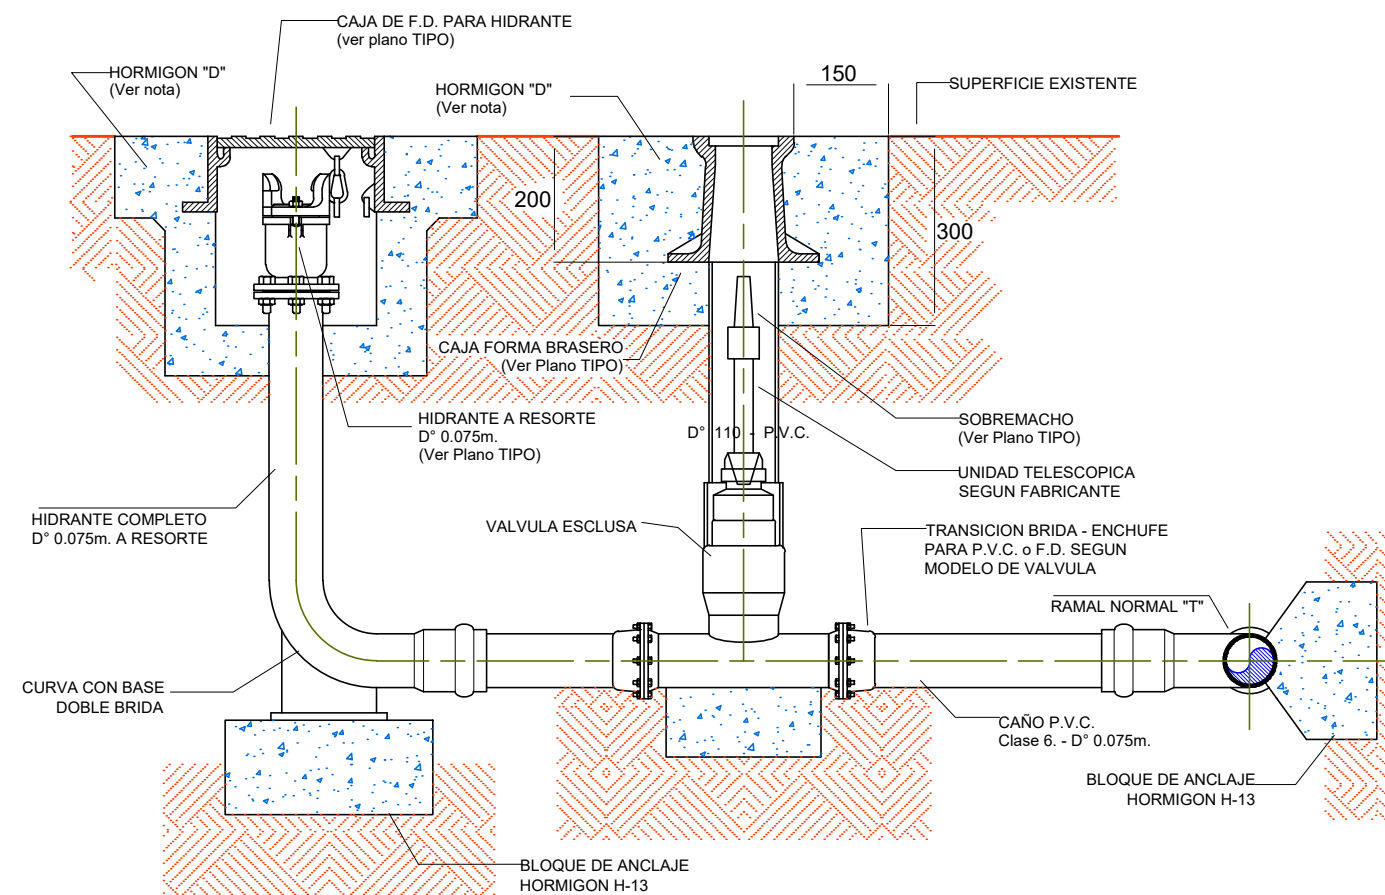 CAJA DE F.D. PARA HIDRANTE
(ver plano TIPO)
HORMIGON "D"
(Ver nota)
HORMIGON "D"
(Ver nota)
150
SUPERFICIE EXISTENTE
200
300
CAJA FORMA BRASERO
(Ver Plano TIPO)
HIDRANTE A RESORTE
D° 0.075m.
(Ver Plano TIPO)
D° 110 - P.V.C.
SOBREMACHO
(Ver Plano TIPO)
UNIDAD TELESCOPICA
SEGUN FABRICANTE
HIDRANTE COMPLETO
D° 0.075m. A RESORTE
VALVULA ESCLUSA
TRANSICION BRIDA - ENCHUFE
PARA P.V.C. o F.D. SEGUN
MODELO DE VALVULA
RAMAL NORMAL "T"
CURVA CON BASE
DOBLE BRIDA
CAÑO P.V.C.
Clase 6. - D° 0.075m.
BLOQUE DE ANCLAJE
HORMIGON H-13
BLOQUE DE ANCLAJE
HORMIGON H-13